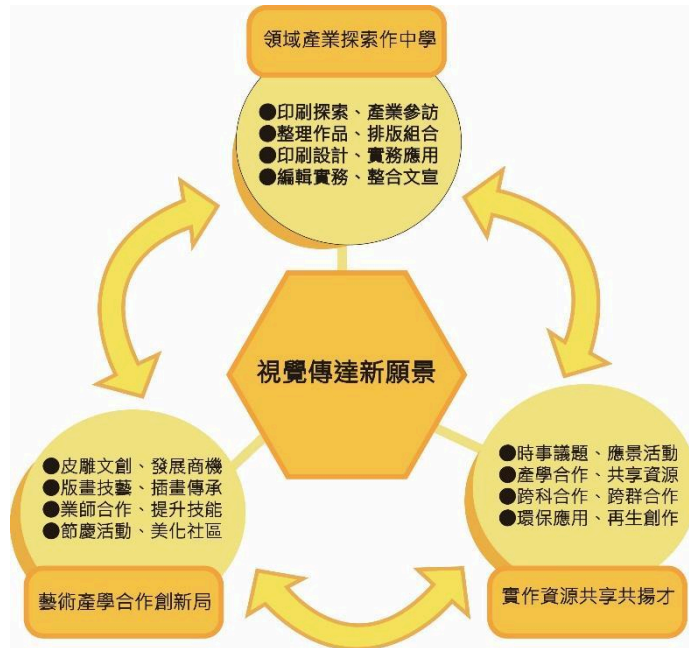 領域產業探索作中學
●印刷探索、產業參訪
●整理作品、排版組合
●印刷設計、實務應用
●編輯實務、整合文宣
視覺傳達新願景
●皮雕文創、發展商機
●版畫技藝、插畫傳承
●業師合作、提升技能
●節慶活動、美化社區
藝術產學合作創新局
●時事議題、應景活動
●產學合作、共享資源
●跨科合作、跨群合作
●環保應用、再生創作
實作資源共享共揚才